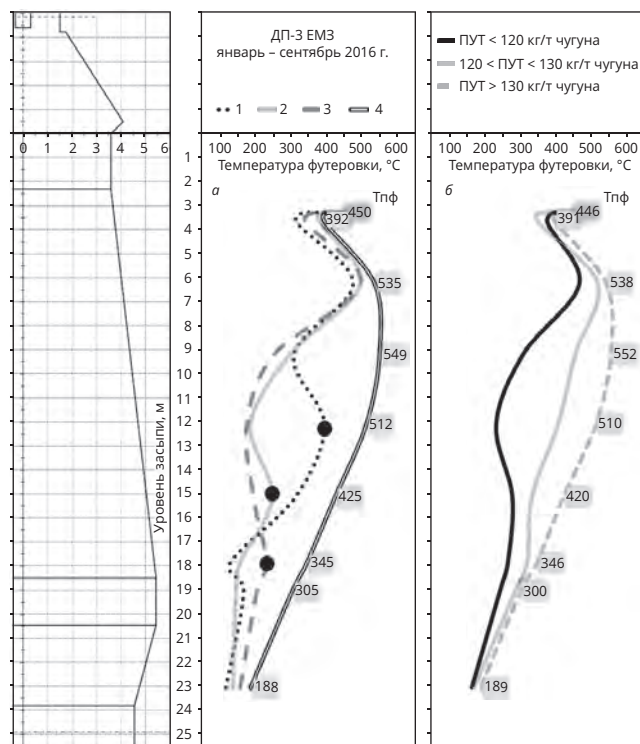 ДП-3 ЕМЗ
январь – сентябрь 2016 г.
1 2 3 4
ПУТ < 120 кг/т чугуна
120 < ПУТ < 130 кг/т чугуна
ПУТ > 130 кг/т чугуна
0 1 2 3 4 5 6
100 200 300 400 500 600
Температура футеровки, °C
100 200 300 400 500 600
Температура футеровки, °C
Уровень засыпи, м
1
2
3
4
5
6
7
8
9
10
11
12
13
14
15
16
17
18
19
20
21
22
23
24
25
а
Тпф
450
392
535
549
512
425
345
305
188
б
Тпф
446
391
538
552
510
420
346
300
189